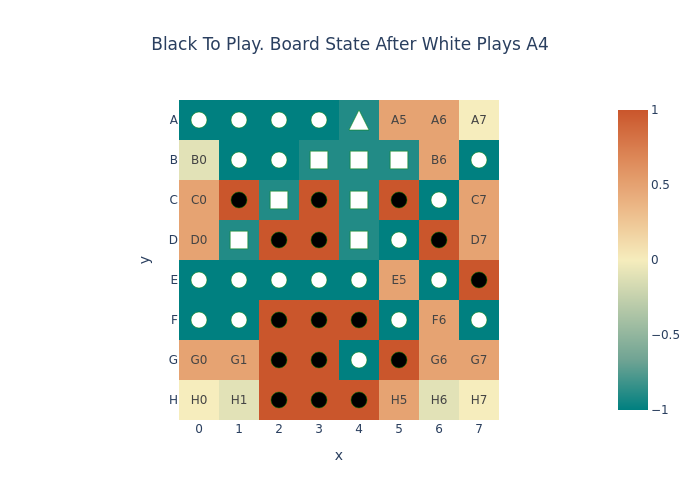 Black To Play. Board State After White Plays A4
A A5 A6 A7
B B0 B6
C C0 C7
D D0 D7
E E5
F F6
G G0 G1 G6 G7
H H0 H1 H5 H6 H7
0 1 2 3 4 5 6 7
x
y
1
0.5
0
−0.5
−1